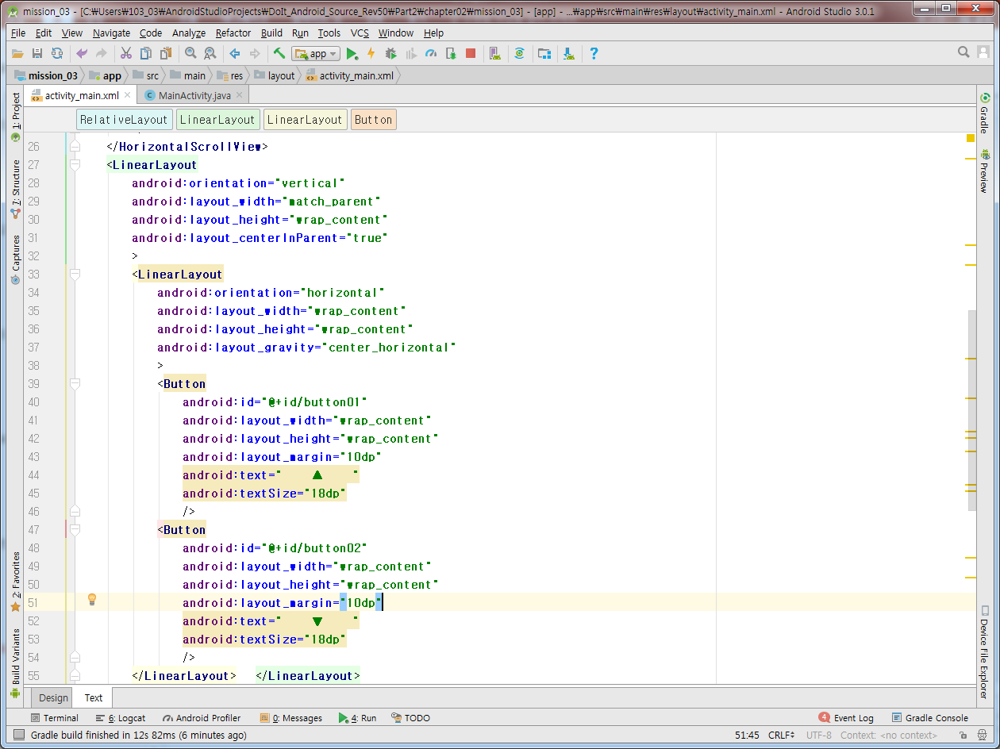 mission_03 - [C:₩Users₩103_03₩AndroidStudioProjects₩DoIt_Android_Source_Rev50₩Part2₩chapter02₩mission_03] - [app] - ...₩app₩src₩main₩res₩layout₩activity_main.xml - Android Studio 3.0.1
File Edit View Navigate Code Analyze Refactor Build Run Tools VCS Window Help
app
mission_03 app src main res layout activity_main.xml
activity_main.xml MainActivity.java
RelativeLayout LinearLayout LinearLayout Button
26 </HorizontalScrollView>
27 <LinearLayout
28 android:orientation="vertical"
29 android:layout_width="match_parent"
30 android:layout_height="wrap_content"
31 android:layout_centerInParent="true"
32 >
33 <LinearLayout
34 android:orientation="horizontal"
35 android:layout_width="wrap_content"
36 android:layout_height="wrap_content"
37 android:layout_gravity="center_horizontal"
38 >
39 <Button
40 android:id="@+id/button01"
41 android:layout_width="wrap_content"
42 android:layout_height="wrap_content"
43 android:layout_margin="10dp"
44 android:text="    ▲    "
45 android:textSize="18dp"
46 />
47 <Button
48 android:id="@+id/button02"
49 android:layout_width="wrap_content"
50 android:layout_height="wrap_content"
51 android:layout_margin="10dp"
52 android:text="    ▼    "
53 android:textSize="18dp"
54 />
55 </LinearLayout> </LinearLayout>
1: Project
7: Structure
Captures
2: Favorites
Build Variants
Gradle
Preview
Device File Explorer
Design Text
Terminal 6: Logcat Android Profiler 0: Messages 4: Run TODO 4 Event Log Gradle Console
Gradle build finished in 12s 82ms (6 minutes ago) 51:45 CRLF UTF-8 Context: <no context>